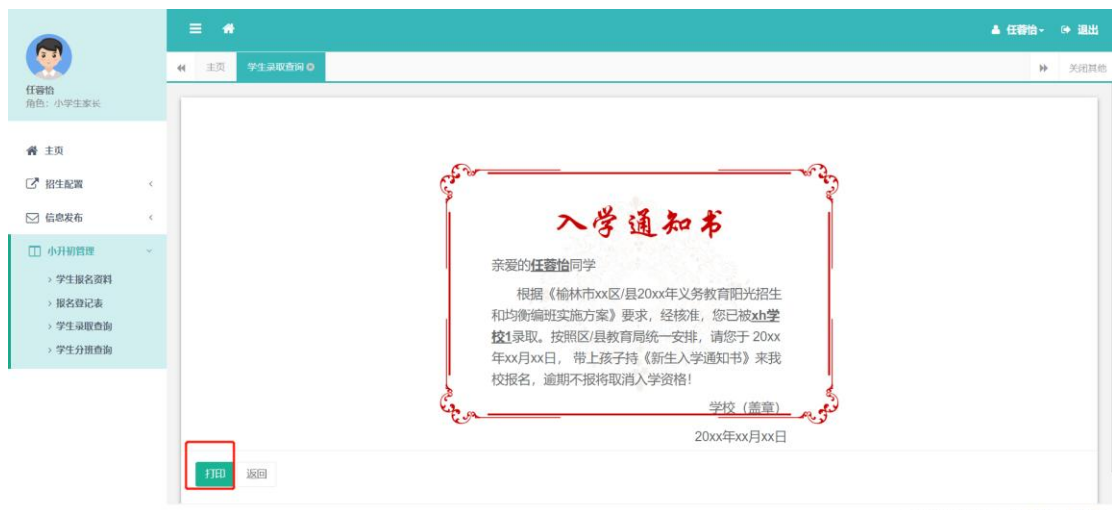 任蓉怡 退出
主页 学生录取查询 关闭其他
任蓉怡
角色：小学生家长
主页
招生配置
信息发布
小升初管理
学生报名资料
报名登记表
学生录取查询
学生分班查询
入学通知书
亲爱的任蓉怡同学
根据《榆林市xx区/县20xx年义务教育阳光招生
和均衡编班实施方案》要求，经核准，您已被xh学
校1录取。按照区/县教育局统一安排，请您于 20xx
年xx月xx日， 带上孩子持《新生入学通知书》来我
校报名，逾期不报将取消入学资格！
学校（盖章）
20xx年xx月xx日
打印 返回